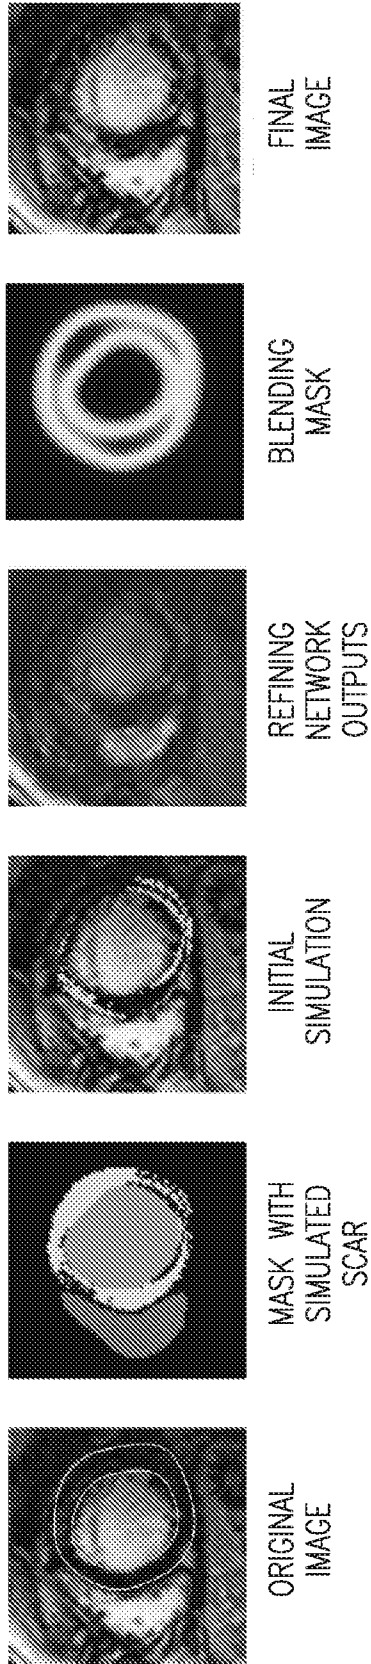 ORIGINAL
IMAGE
MASK WITH
SIMULATED
SCAR
INITIAL
SIMULATION
REFINING
NETWORK
OUTPUTS
BLENDING
MASK
FINAL
IMAGE